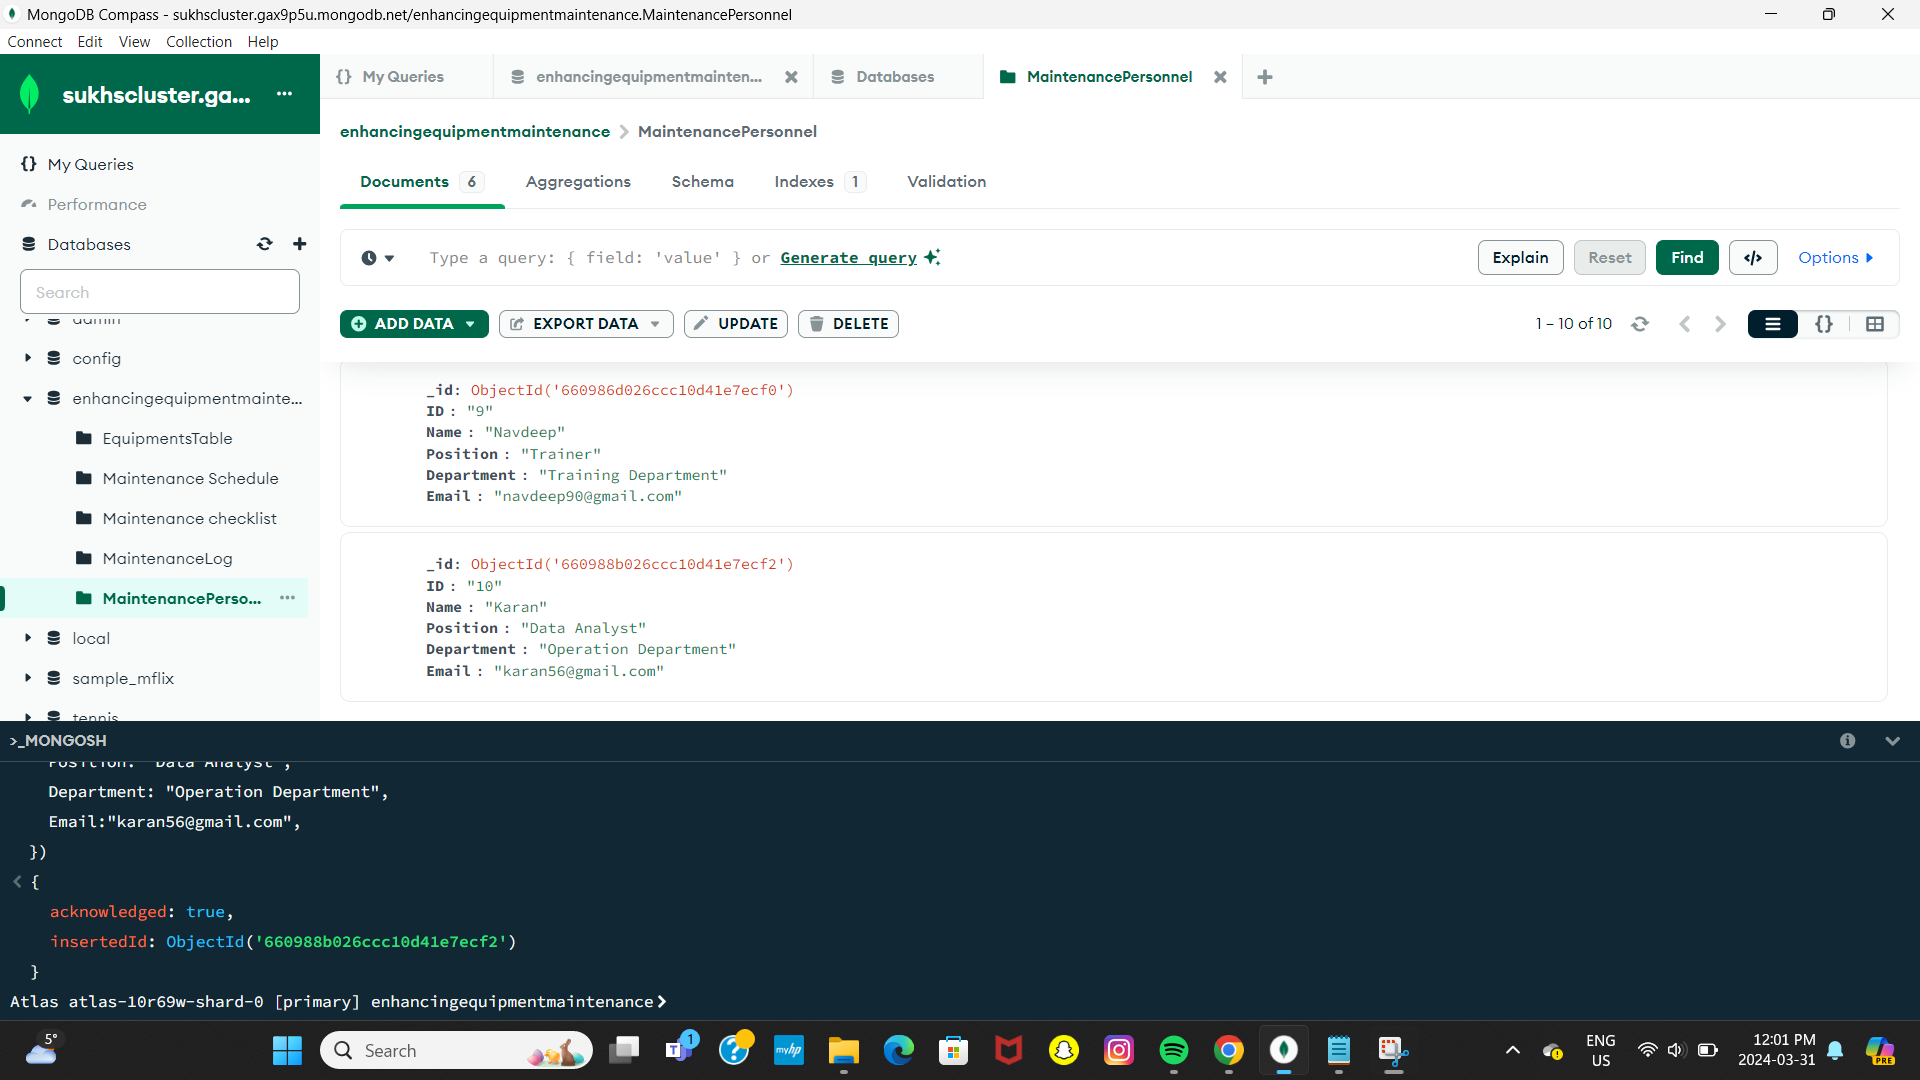 MongoDB Compass - sukhscluster.gax9p5u.mongodb.net/enhancingequipmentmaintenance.MaintenancePersonnel
Connect Edit View Collection Help
sukhscluster.ga... ...
{} My Queries
Performance
Databases
Search
admin
config
enhancingequipmentmainte...
EquipmentsTable
Maintenance Schedule
Maintenance checklist
MaintenanceLog
MaintenancePerso... ...
local
sample_mflix
tennis
{} My Queries
enhancingequipmentmainten...
Databases
MaintenancePersonnel
enhancingequipmentmaintenance > MaintenancePersonnel
Documents 6 Aggregations Schema Indexes 1 Validation
Type a query: { field: 'value' } or Generate query
Explain Reset Find </> Options
ADD DATA EXPORT DATA UPDATE DELETE
1 – 10 of 10
{}
_id: ObjectId('660986d026ccc10d41e7ecf0')
ID : "9"
Name : "Navdeep"
Position : "Trainer"
Department : "Training Department"
Email : "navdeep90@gmail.com"
_id: ObjectId('660988b026ccc10d41e7ecf2')
ID : "10"
Name : "Karan"
Position : "Data Analyst"
Department : "Operation Department"
Email : "karan56@gmail.com"
>_MONGOSH
Position: "Data Analyst",
Department: "Operation Department",
Email:"karan56@gmail.com",
})
< {
acknowledged: true,
insertedId: ObjectId('660988b026ccc10d41e7ecf2')
}
Atlas atlas-10r69w-shard-0 [primary] enhancingequipmentmaintenance>
5°
Search
1
myhp
ENG
US
12:01 PM
2024-03-31
PRE